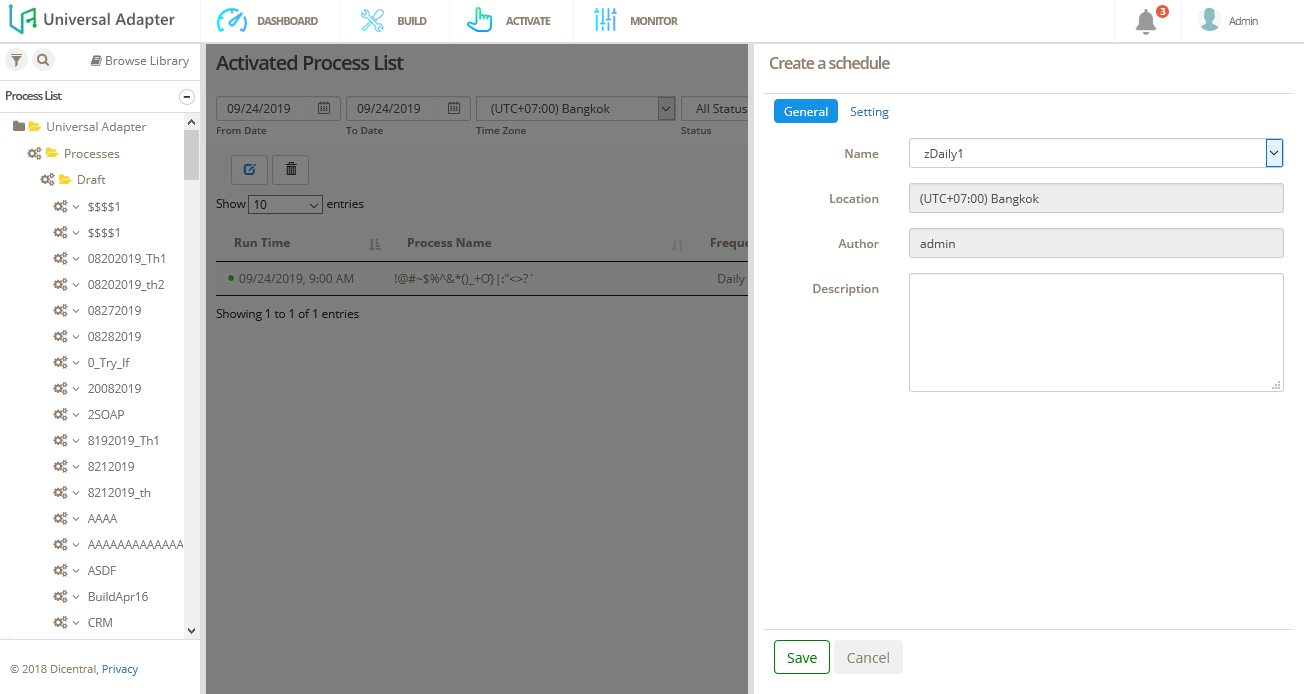 Universal Adapter
DASHBOARD
BUILD
ACTIVATE
MONITOR
3
Admin
Browse Library
Process List
Universal Adapter
Processes
Draft
$$$$1
$$$$1
08202019_Th1
08202019_th2
08272019
08282019
0_Try_If
20082019
2SOAP
8192019_Th1
8212019
8212019_th
AAAA
AAAAAAAAAAAAA
ASDF
BuildApr16
CRM
© 2018 Dicentral, Privacy
Activated Process List
09/24/2019
09/24/2019
(UTC+07:00) Bangkok
All Status
From Date
To Date
Time Zone
Status
Show 10 entries
Run Time
Process Name
Freque
09/24/2019, 9:00 AM
!@#~$%^&*()_+O'}|:"<>?`
Daily
Showing 1 to 1 of 1 entries
Create a schedule
General
Setting
Name
zDaily1
Location
(UTC+07:00) Bangkok
Author
admin
Description
Save
Cancel